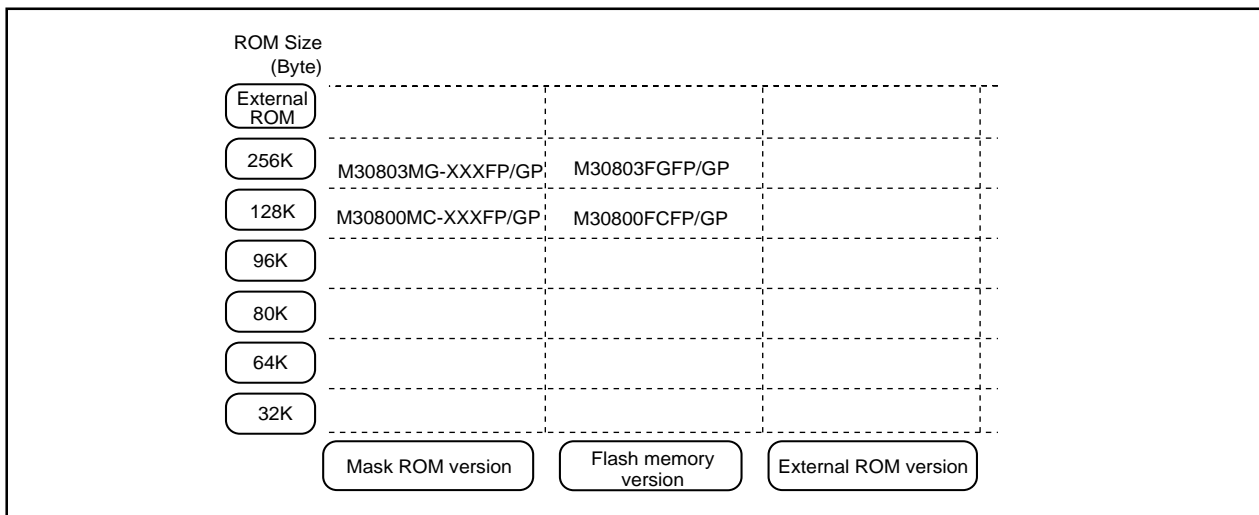 ROM Size
(Byte)
External
ROM
256K
M30803MG-XXXFP/GP
M30803FGFP/GP
128K
M30800MC-XXXFP/GP
M30800FCFP/GP
96K
80K
64K
32K
Mask ROM version
Flash memory
version
External ROM version